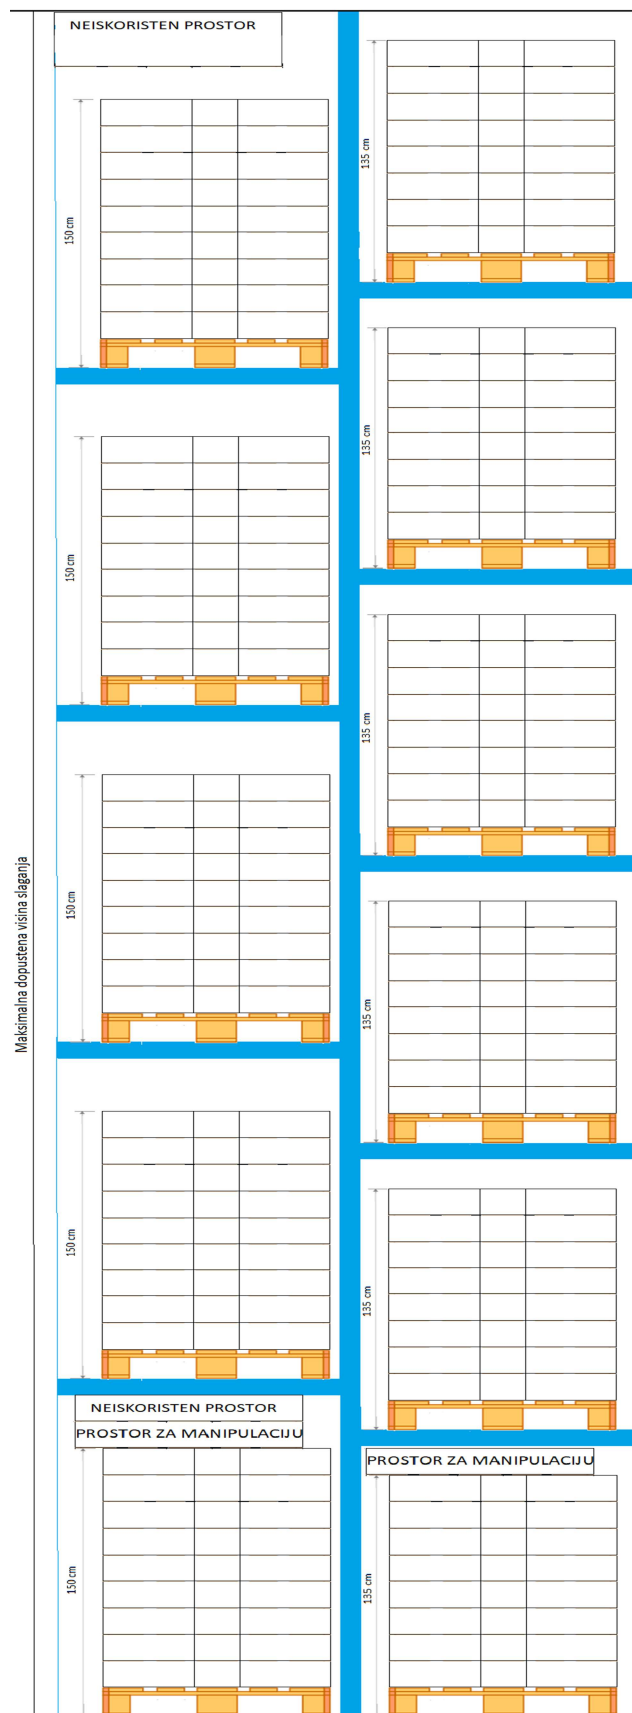 NEISKORISTEN PROSTOR
150 cm
135 cm
135 cm
150 cm
135 cm
150 cm
135 cm
150 cm
135 cm
NEISKORISTEN PROSTOR
PROSTOR ZA MANIPULACIJU
PROSTOR ZA MANIPULACIJU
150 cm
135 cm
Maksimalna dopustena visina slaganja